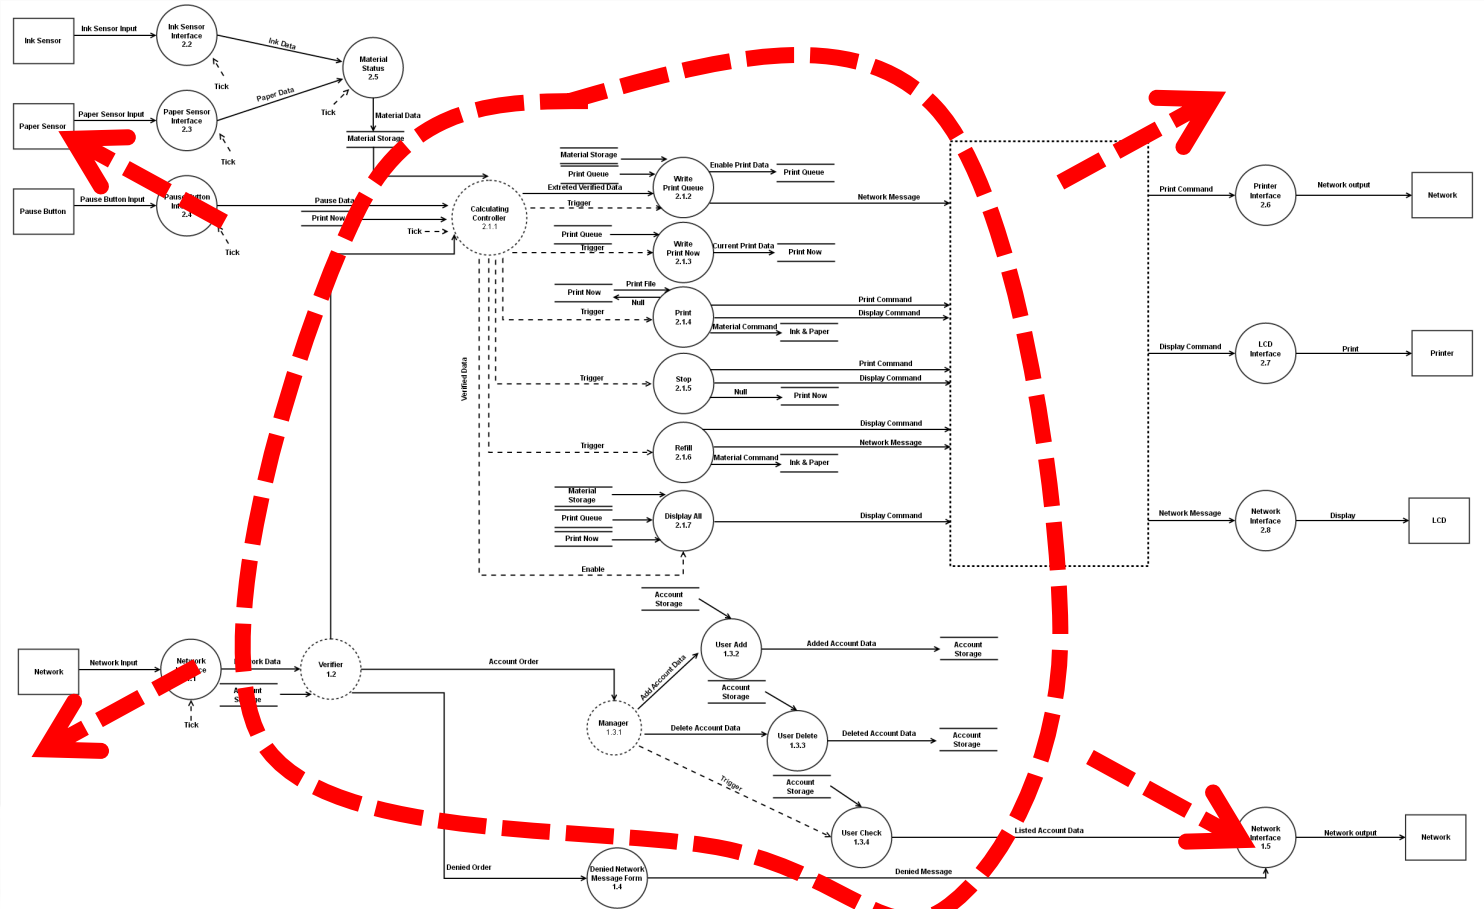 Ink Sensor
Ink Sensor Input
Ink Sensor
Interface
2.2
Ink Data
Tick
Material
Status
2.5
Paper Sensor
Paper Sensor Input
Paper Sensor
Interface
2.3
Paper Data
Tick
Tick
Material Data
Material Storage
Pause Button
Pause Button Input
2.4
Tick
Pause Data
Print Now
Tick
Calculating
Controller
2.1.1
Material Storage
Print Queue
Extreted Verified Data
Trigger
Write
Print Queue
2.1.2
Enable Print Data
Print Queue
Network Message
Print Queue
Trigger
Write
Print Now
2.1.3
Current Print Data
Print Now
Print Now
Print File
Null
Trigger
Print
2.1.4
Print Command
Display Command
Material Command
Ink & Paper
Verified Data
Trigger
Stop
2.1.5
Print Command
Display Command
Null
Print Now
Trigger
Refill
2.1.6
Display Command
Network Message
Material Command
Ink & Paper
Material
Storage
Print Queue
Print Now
Dislplay All
2.1.7
Display Command
Enable
Print Command
Printer
Interface
2.6
Network output
Network
Display Command
LCD
Interface
2.7
Print
Printer
Network Message
Network
Interface
2.8
Display
LCD
Network
Network Input
Network
Tick
Verifier
1.2
Account Order
Account
Storage
User Add
1.3.2
Added Account Data
Account
Storage
Add Account Data
Manager
1.3.1
Account
Storage
Delete Account Data
User Delete
1.3.3
Deleted Account Data
Account
Storage
Trigger
Account
Storage
User Check
1.3.4
Listed Account Data
Network
Interface
1.5
Network output
Network
Denied Order
Denied Network
Message Form
1.4
Denied Message